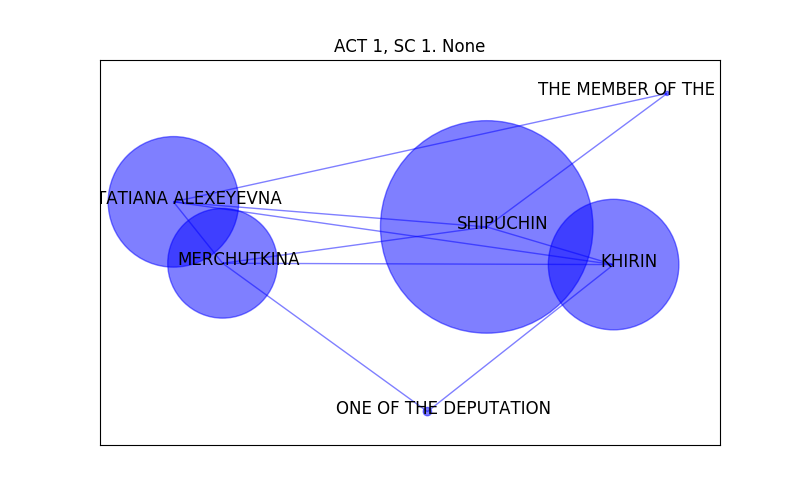 ACT 1, SC 1. None
THE MEMBER OF THE
TATIANA ALEXEYEVNA
SHIPUCHIN
MERCHUTKINA
KHIRIN
ONE OF THE DEPUTATION